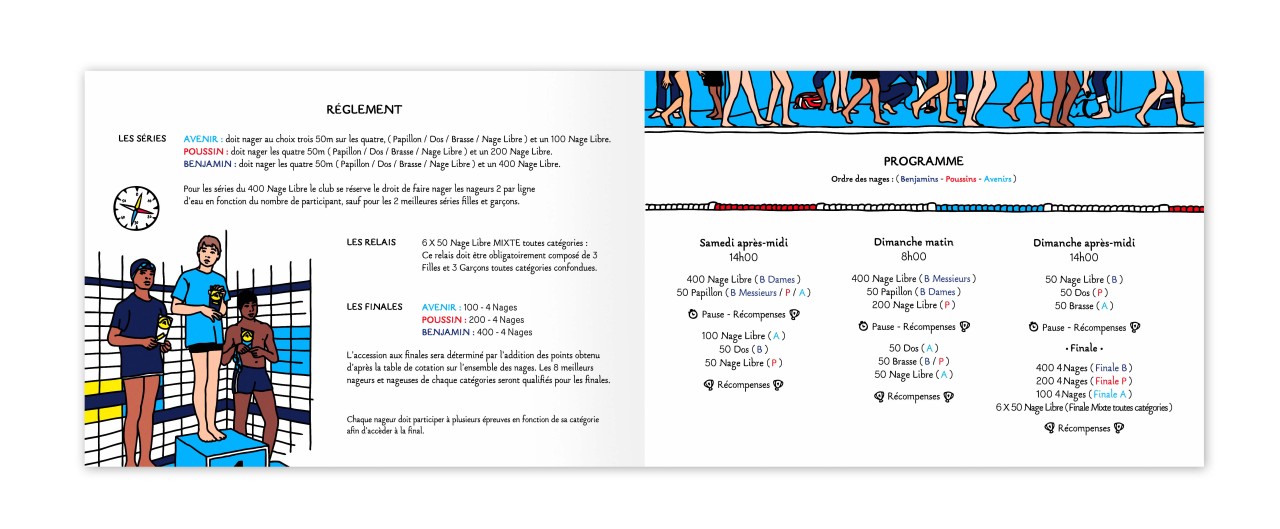 RÉGLEMENT
LES SÉRIES
AVENIR : doit nager au choix trois 50m sur les quatre, ( Papillon / Dos / Brasse / Nage Libre ) et un 100 Nage Libre.
POUSSIN : doit nager les quatre 50m ( Papillon / Dos / Brasse / Nage Libre ) et un 200 Nage Libre.
BENJAMIN : doit nager les quatre 50m ( Papillon / Dos / Brasse / Nage Libre ) et un 400 Nage Libre.
Pour les séries du 400 Nage Libre le club se réserve le droit de faire nager les nageurs 2 par ligne
d'eau en fonction du nombre de participant, sauf pour les 2 meilleures séries filles et garçons.
LES RELAIS
6 X 50 Nage Libre MIXTE toutes catégories :
Ce relais doit être obligatoirement composé de 3
Filles et 3 Garçons toutes catégories confondues.
LES FINALES
AVENIR : 100 - 4 Nages
POUSSIN : 200 - 4 Nages
BENJAMIN : 400 - 4 Nages
L'accession aux finales sera déterminé par l'addition des points obtenu
d'après la table de cotation sur l'ensemble des nages. Les 8 meilleurs
nageurs et nageuses de chaque catégories seront qualifiés pour les finales.
Chaque nageur doit participer à plusieurs épreuves en fonction de sa catégorie
afin d'accèder à la final.
1
PROGRAMME
Ordre des nages : ( Benjamins - Poussins - Avenirs )
Samedi après-midi
14h00
400 Nage Libre ( B Dames )
50 Papillon ( B Messieurs / P / A )
Pause - Récompenses
100 Nage Libre ( A )
50 Dos ( B )
50 Nage Libre ( P )
Récompenses
Dimanche matin
8h00
400 Nage Libre ( B Messieurs )
50 Papillon ( B Dames )
200 Nage Libre ( P )
Pause - Récompenses
50 Dos ( A )
50 Brasse ( B / P )
50 Nage Libre ( A )
Récompenses
Dimanche après-midi
14h00
50 Nage Libre ( B )
50 Dos ( P )
50 Brasse ( A )
Pause - Récompenses
• Finale •
400 4Nages ( Finale B )
200 4Nages ( Finale P )
100 4Nages ( Finale A )
6 X 50 Nage Libre ( Finale Mixte toutes catégories )
Récompenses